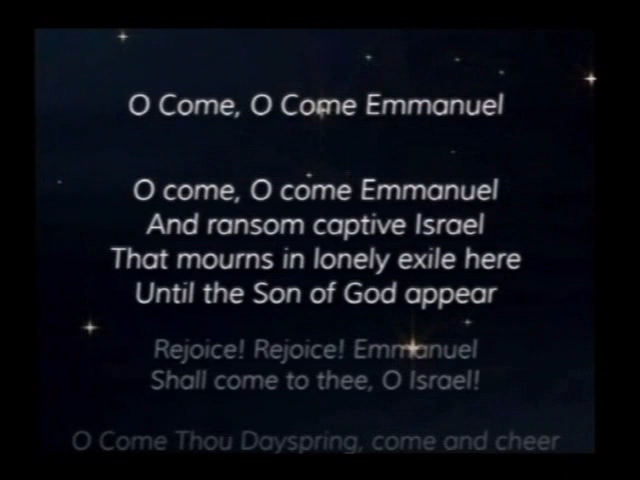 O Come, O Come Emmanuel
O come, O come Emmanuel
And ransom captive Israel
That mourns in lonely exile here
Until the Son of God appear
Rejoice! Rejoice! Emmanuel
Shall come to thee, O Israel!
O Come Thou Dayspring, come and cheer